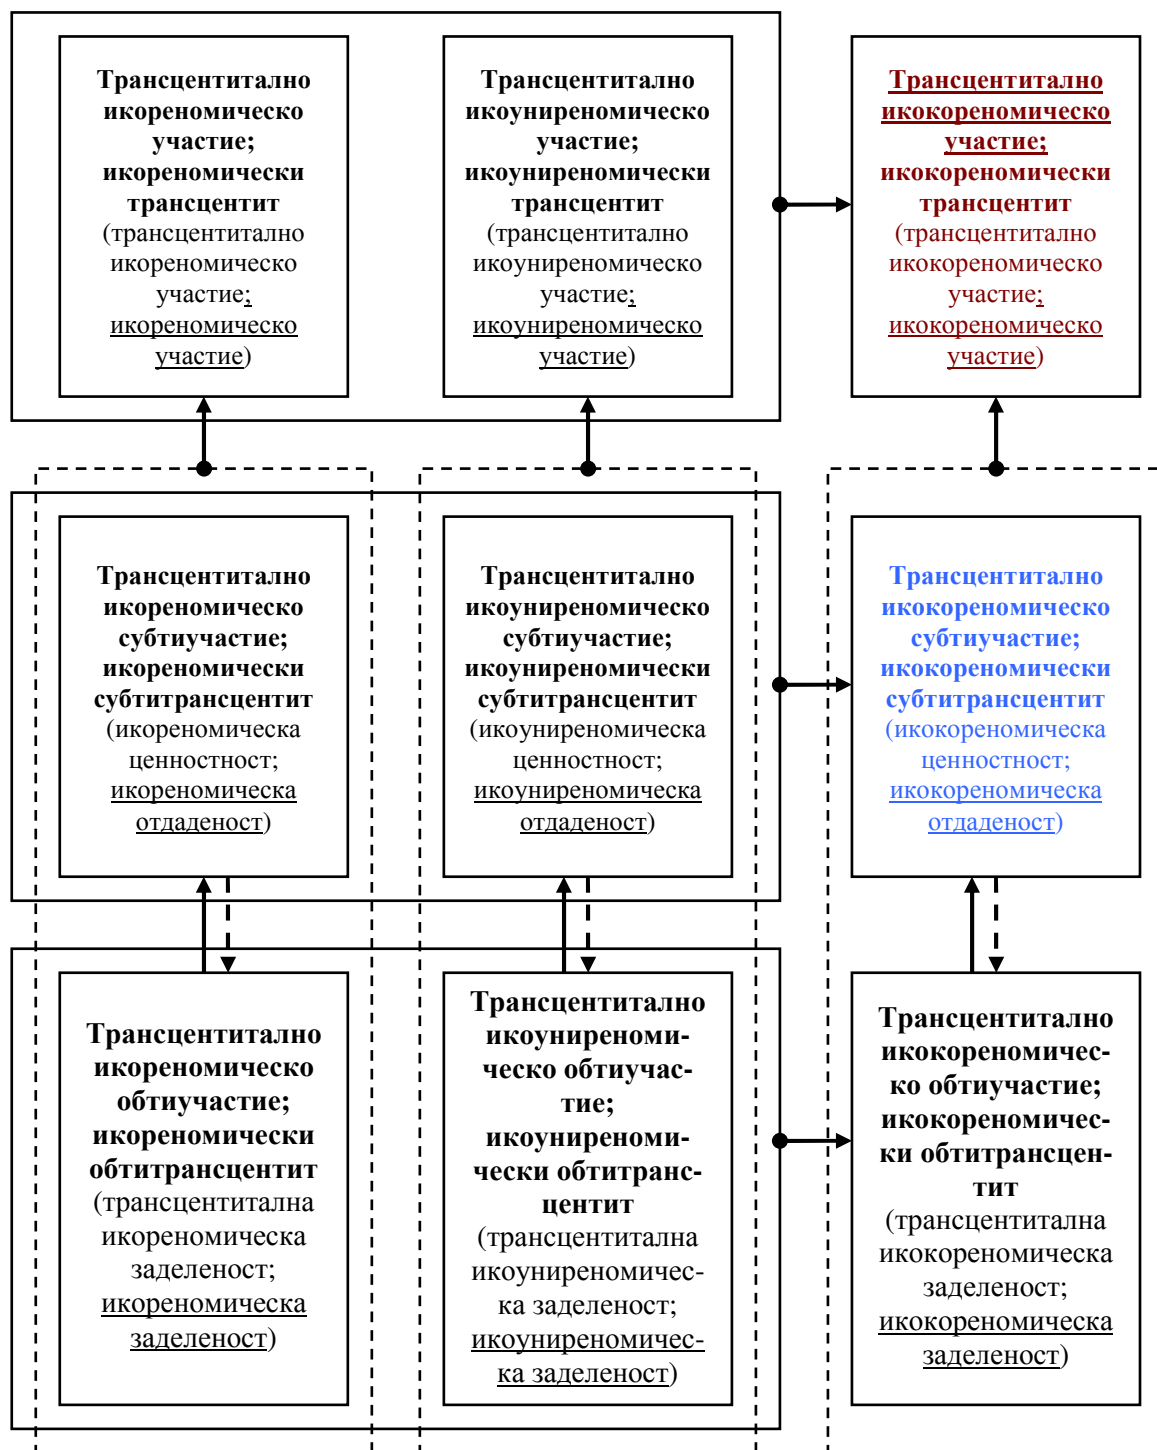 Трансцентитално
икореномическо
участие;
икореномически
трансцентит
(трансцентитално
икореномическо
участие;
икореномическо
участие)
Трансцентитално
икоуниреномическо
участие;
икоуниреномически
трансцентит
(трансцентитално
икоуниреномическо
участие;
икоуниреномическо
участие)
Трансцентитално
икокореномическо
участие;
икокореномически
трансцентит
(трансцентитално
икокореномическо
участие;
икокореномическо
участие)
Трансцентитално
икореномическо
субтиучастие;
икореномически
субтитрансцентит
(икореномическа
ценностност;
икореномическа
отдаденост)
Трансцентитално
икоуниреномическо
субтиучастие;
икоуниреномически
субтитрансцентит
(икоуниреномическа
ценностност;
икоуниреномическа
отдаденост)
Трансцентитално
икокореномическо
субтиучастие;
икокореномически
субтитрансцентит
(икокореномическа
ценностност;
икокореномическа
отдаденост)
Трансцентитално
икореномическо
обтиучастие;
икореномически
обтитрансцентит
(трансцентитална
икореномическа
заделеност;
икореномическа
заделеност)
Трансцентитално
икоуниреноми-
ческо обтиучас-
тие;
икоуниреноми-
чески обтитранс-
центит
(трансцентитална
икоуниреномичес-
ка заделеност;
икоуниреномичес-
ка заделеност)
Трансцентитално
икокореномичес-
ко обтиучастие;
икокореномичес-
ки обтитрансцен-
тит
(трансцентитална
икокореномическа
заделеност;
икокореномическа
заделеност)